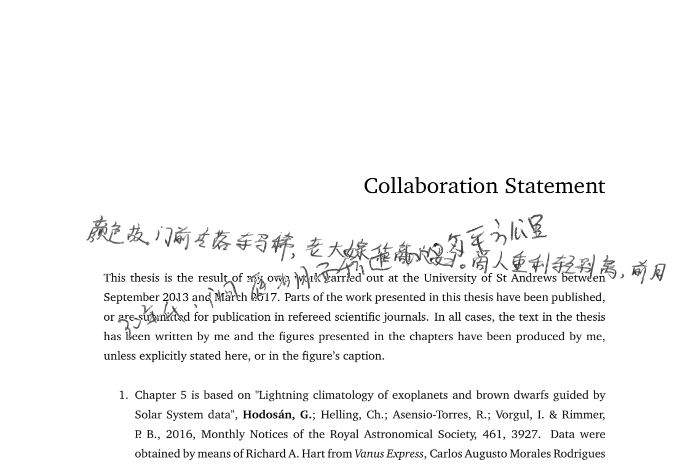 Collaboration Statement
颜色故门前冷落车马稀，老大嫁作商人妇。商人重利轻别离，前月
每平方公里
This thesis is the result of my own work carried out at the University of St Andrews between
September 2013 and March 2017. Parts of the work presented in this thesis have been published,
or are submitted for publication in refereed scientific journals. In all cases, the text in the thesis
has been written by me and the figures presented in the chapters have been produced by me,
unless explicitly stated here, or in the figure's caption.
1. Chapter 5 is based on "Lightning climatology of exoplanets and brown dwarfs guided by
Solar System data", Hodosán, G.; Helling, Ch.; Asensio-Torres, R.; Vorgul, I. & Rimmer,
P. B., 2016, Monthly Notices of the Royal Astronomical Society, 461, 3927. Data were
obtained by means of Richard A. Hart from Vanus Express, Carlos Augusto Morales Rodrigues